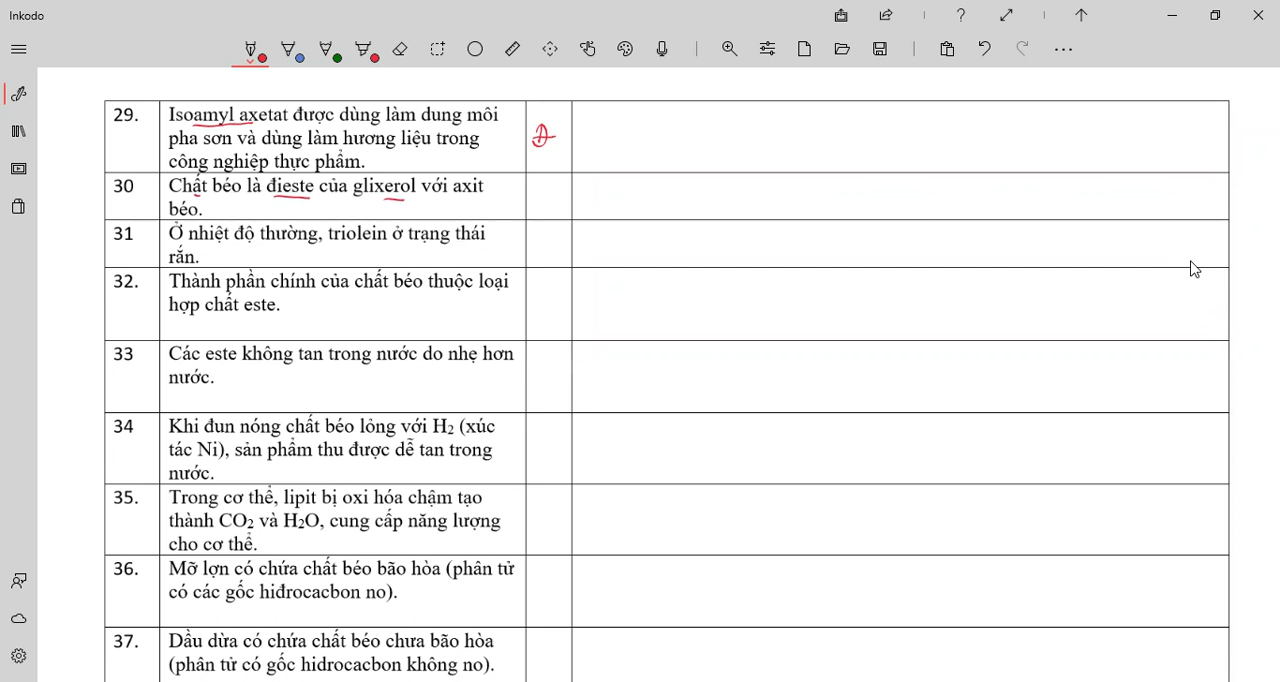 Inkodo
29.
Isoamyl axetat được dùng làm dung môi
pha sơn và dùng làm hương liệu trong
công nghiệp thực phẩm.
Đ
30
Chất béo là đieste của glixerol với axit
béo.
31
Ở nhiệt độ thường, triolein ở trạng thái
rắn.
32.
Thành phần chính của chất béo thuộc loại
hợp chất este.
33
Các este không tan trong nước do nhẹ hơn
nước.
34
Khi đun nóng chất béo lỏng với H₂ (xúc
tác Ni), sản phẩm thu được dễ tan trong
nước.
35.
Trong cơ thể, lipit bị oxi hóa chậm tạo
thành CO₂ và H₂O, cung cấp năng lượng
cho cơ thể.
36.
Mỡ lợn có chứa chất béo bão hòa (phân tử
có các gốc hiđrocacbon no).
37.
Dầu dừa có chứa chất béo chưa bão hòa
(phân tử có gốc hidrocacbon không no).